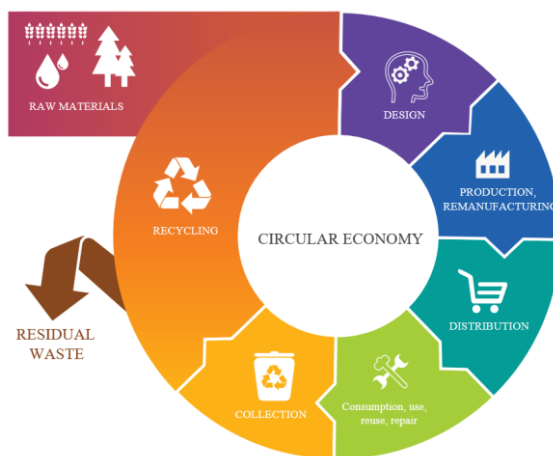 RAW MATERIALS
DESIGN
PRODUCTION,
REMANUFACTURING
RECYCLING
CIRCULAR ECONOMY
DISTRIBUTION
RESIDUAL
WASTE
COLLECTION
Consumption, use,
reuse, repair